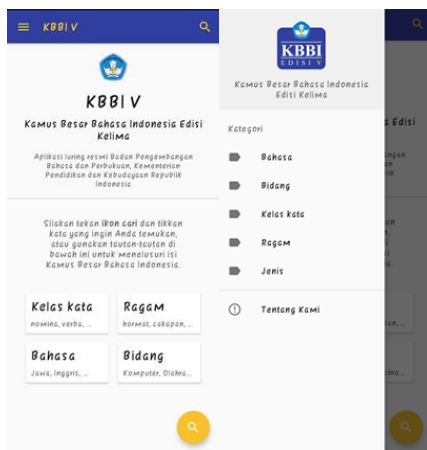 KBBI V
KBBI V
Kamus Besar Bahasa Indonesia Edisi
Kelima
Aplikasi luring resmi Badan Pengembangan
Bahasa dan Perbukuan, Kementerian
Pendidikan dan Kebudayaan Republik
Indonesia
Silakan tekan ikon cari dan tikkan
kata yang ingin Anda temukan,
atau gunakan tautan-tautan di
bawah ini untuk menelusuri isi
Kamus Besar Bahasa Indonesia.
Kelas kata
nomina, verba, ...
Ragam
hormat, cakapan, ...
Bahasa
Jawa, Inggris, ...
Bidang
Komputer, Olahra...
KBBI
EDISI V
Kamus Besar Bahasa Indonesia
Edisi Kelima
Kategori
Bahasa
Bidang
Kelas kata
Ragam
Jenis
Tentang Kami
a Edisi